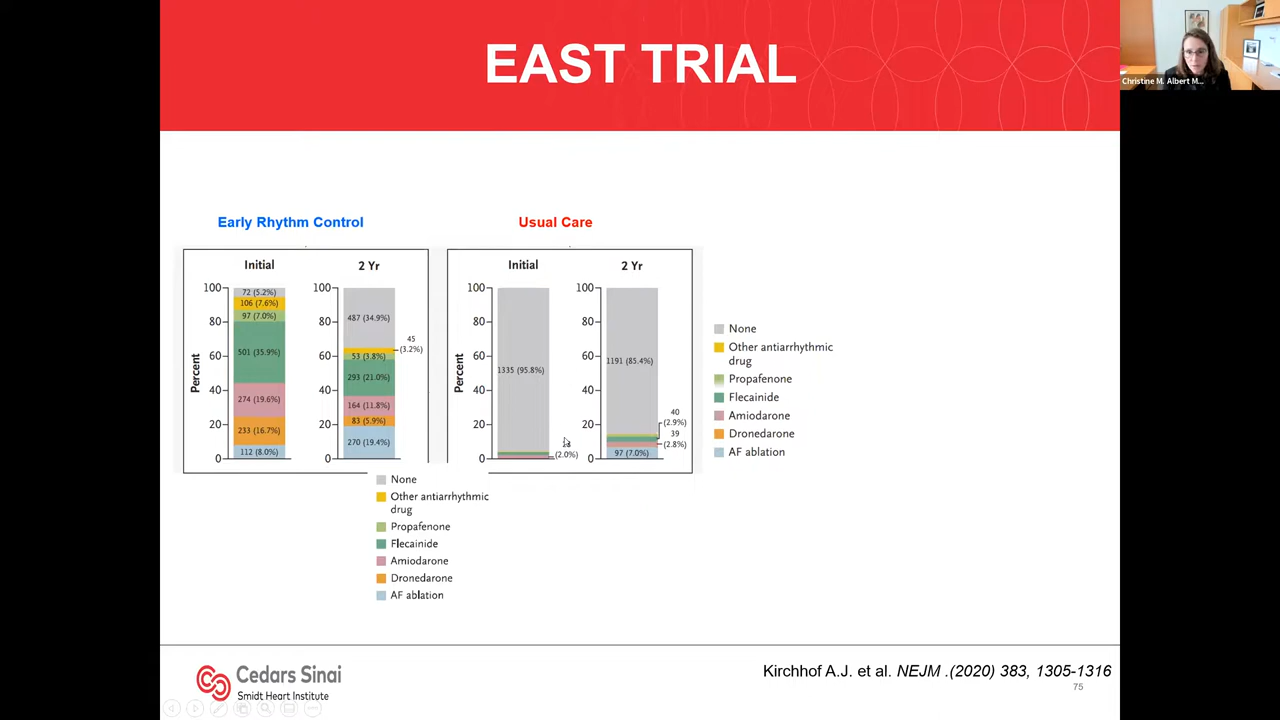 EAST TRIAL
Christine M. Albert M...
Early Rhythm Control
Usual Care
Initial
2 Yr
Percent
100
80
60
40
20
0
72 (5.2%)
106 (7.6%)
97 (7.0%)
501 (35.9%)
274 (19.6%)
233 (16.7%)
112 (8.0%)
100
80
60
40
20
0
487 (34.9%)
45
(3.2%)
53 (3.8%)
293 (21.0%)
164 (11.8%)
83 (5.9%)
270 (19.4%)
Initial
2 Yr
Percent
100
80
60
40
20
0
1335 (95.8%)
(2.0%)
100
80
60
40
20
0
1191 (85.4%)
40
(2.9%)
39
(2.8%)
97 (7.0%)
None
Other antiarrhythmic
drug
Propafenone
Flecainide
Amiodarone
Dronedarone
AF ablation
None
Other antiarrhythmic
drug
Propafenone
Flecainide
Amiodarone
Dronedarone
AF ablation
Cedars Sinai
Smidt Heart Institute
Kirchhof A.J. et al. NEJM .(2020) 383, 1305-1316
75